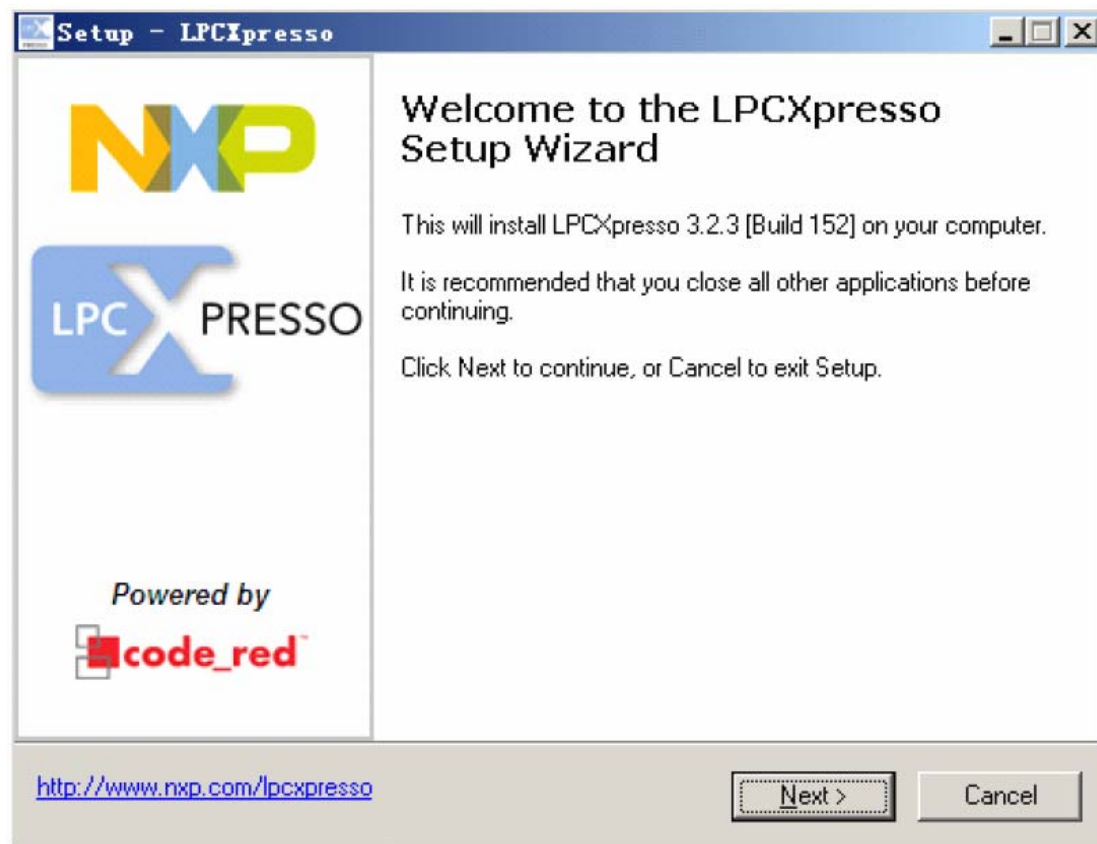 Setup - LPCXpresso
NXP
LPC XPRESSO
Powered by
code_red™
Welcome to the LPCXpresso
Setup Wizard
This will install LPCXpresso 3.2.3 [Build 152] on your computer.
It is recommended that you close all other applications before
continuing.
Click Next to continue, or Cancel to exit Setup.
http://www.nxp.com/lpcxpresso
Next >
Cancel